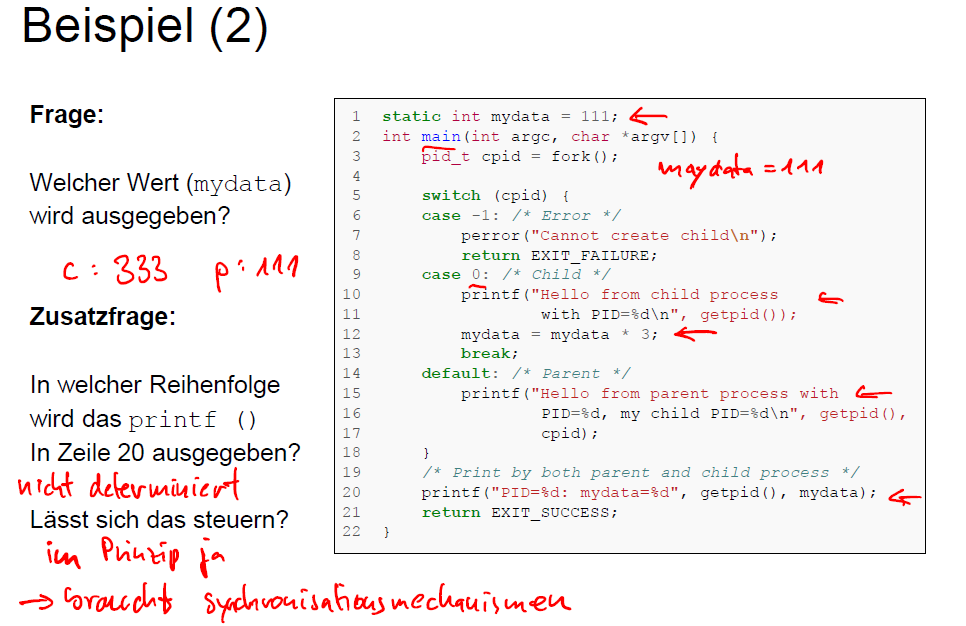 Beispiel (2)
Frage:
Welcher Wert (mydata)
wird ausgegeben?
c : 333 p : 111
Zusatzfrage:
In welcher Reihenfolge
wird das printf ()
In Zeile 20 ausgegeben?
nicht determiniert
Lässt sich das steuern?
im Prinzip ja
→ braucht Synchronisationsmechanismen
1 static int mydata = 111; ←
2 int main(int argc, char *argv[]) {
3 pid_t cpid = fork();
maydata = 111
4
5 switch (cpid) {
6 case -1: /* Error */
7 perror("Cannot create child\n");
8 return EXIT_FAILURE;
9 case 0: /* Child */
10 printf("Hello from child process ←
11 with PID=%d\n", getpid());
12 mydata = mydata * 3; ←
13 break;
14 default: /* Parent */
15 printf("Hello from parent process with ←
16 PID=%d, my child PID=%d\n", getpid(),
17 cpid);
18 }
19 /* Print by both parent and child process */
20 printf("PID=%d: mydata=%d", getpid(), mydata); ←
21 return EXIT_SUCCESS;
22 }